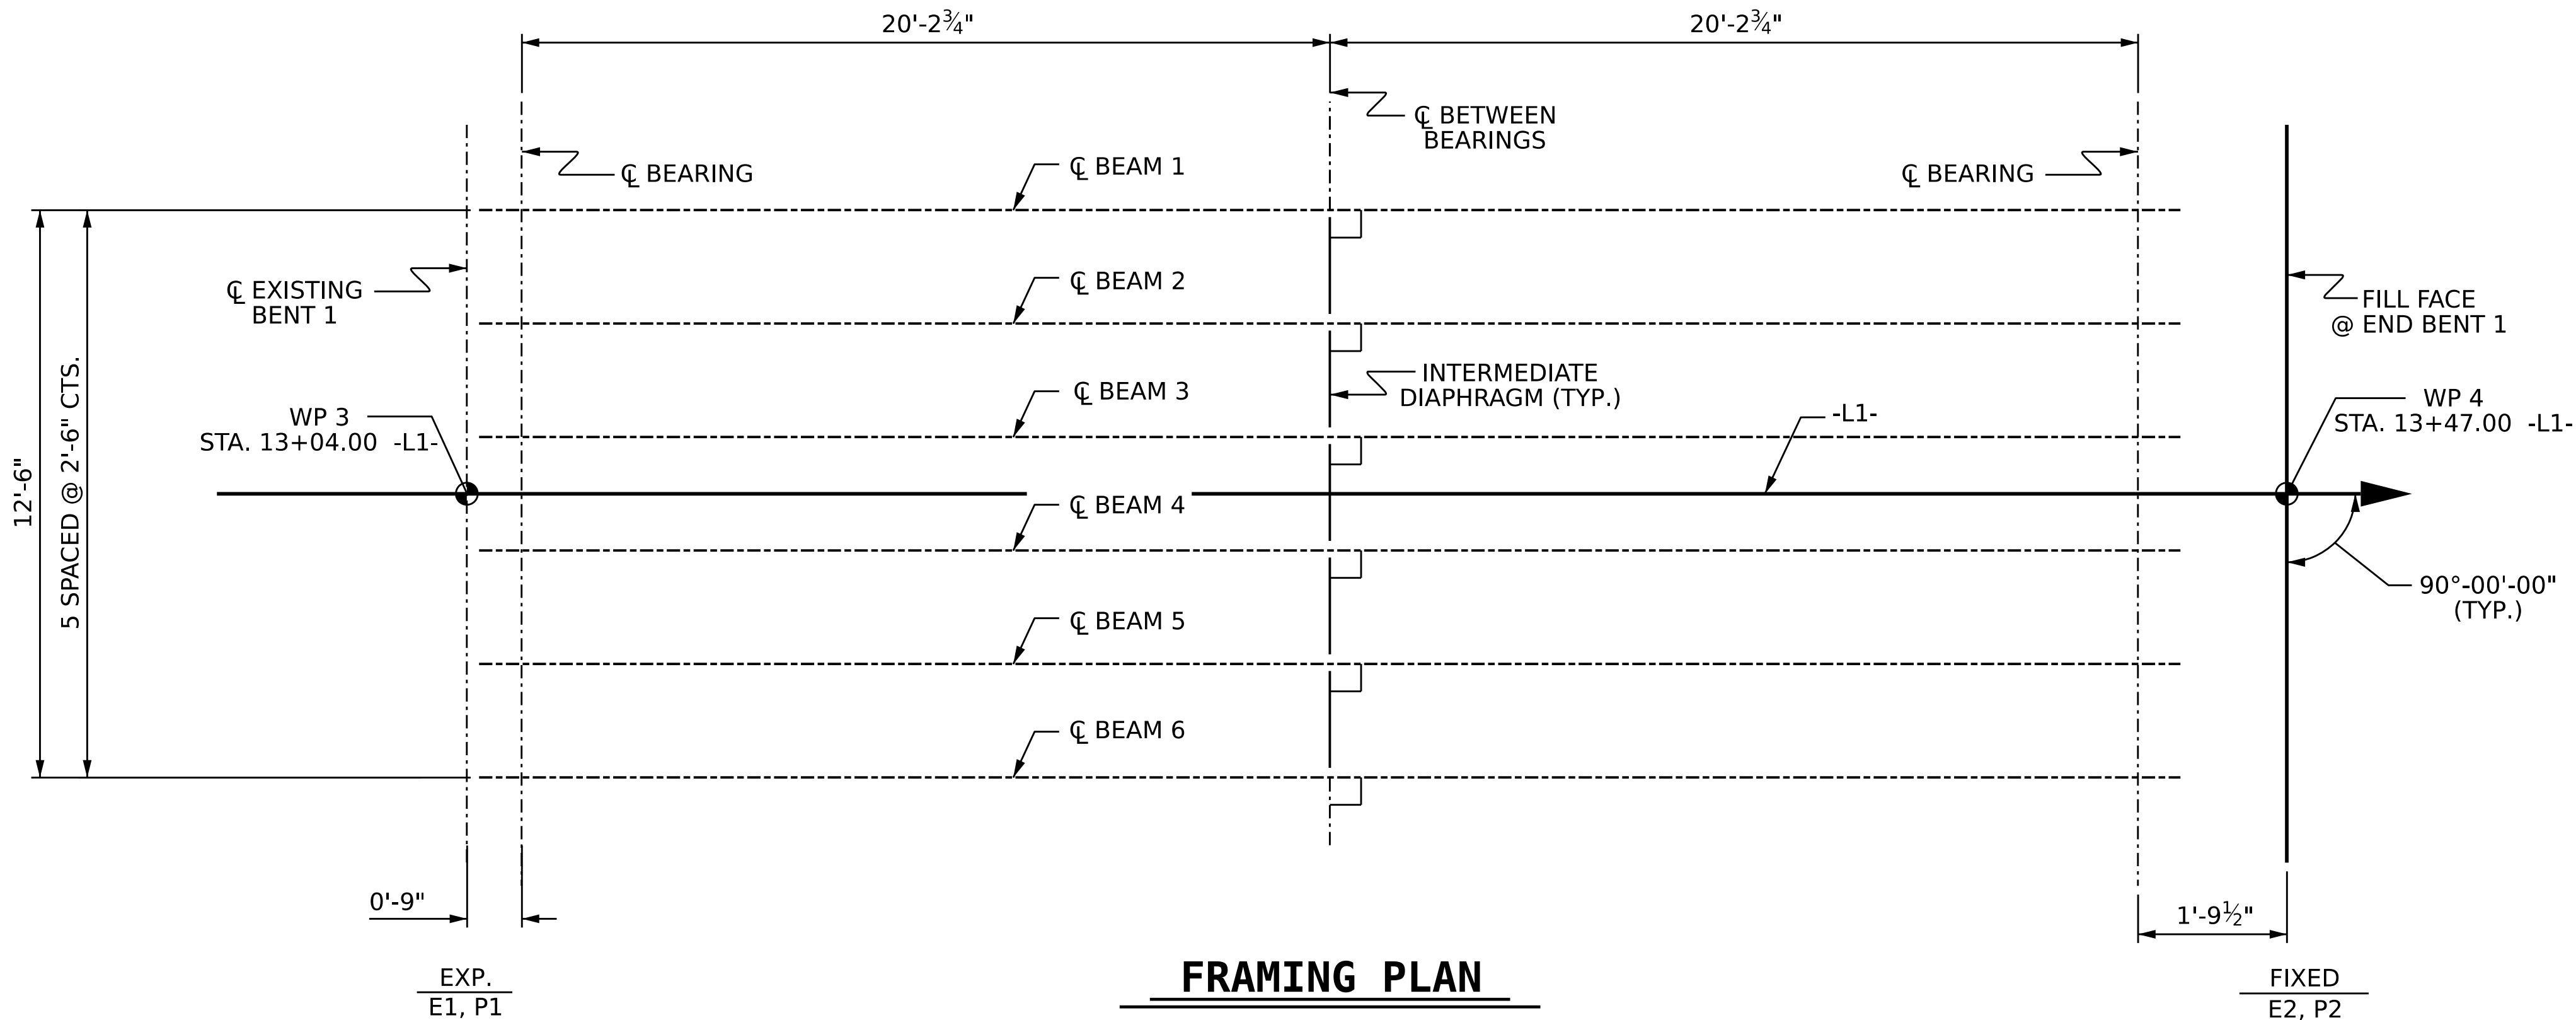 20'-2¾"
20'-2¾"
℄ BETWEEN
BEARINGS
℄ BEARING
℄ BEAM 1
℄ BEARING
℄ BEAM 2
℄ EXISTING
BENT 1
FILL FACE
@ END BENT 1
12'-6"
5 SPACED @ 2'-6" CTS.
INTERMEDIATE
DIAPHRAGM (TYP.)
℄ BEAM 3
WP 3
STA. 13+04.00 -L1-
-L1-
WP 4
STA. 13+47.00 -L1-
℄ BEAM 4
90°-00'-00"
(TYP.)
℄ BEAM 5
℄ BEAM 6
0'-9"
1'-9½"
EXP.
E1, P1
FRAMING PLAN
FIXED
E2, P2